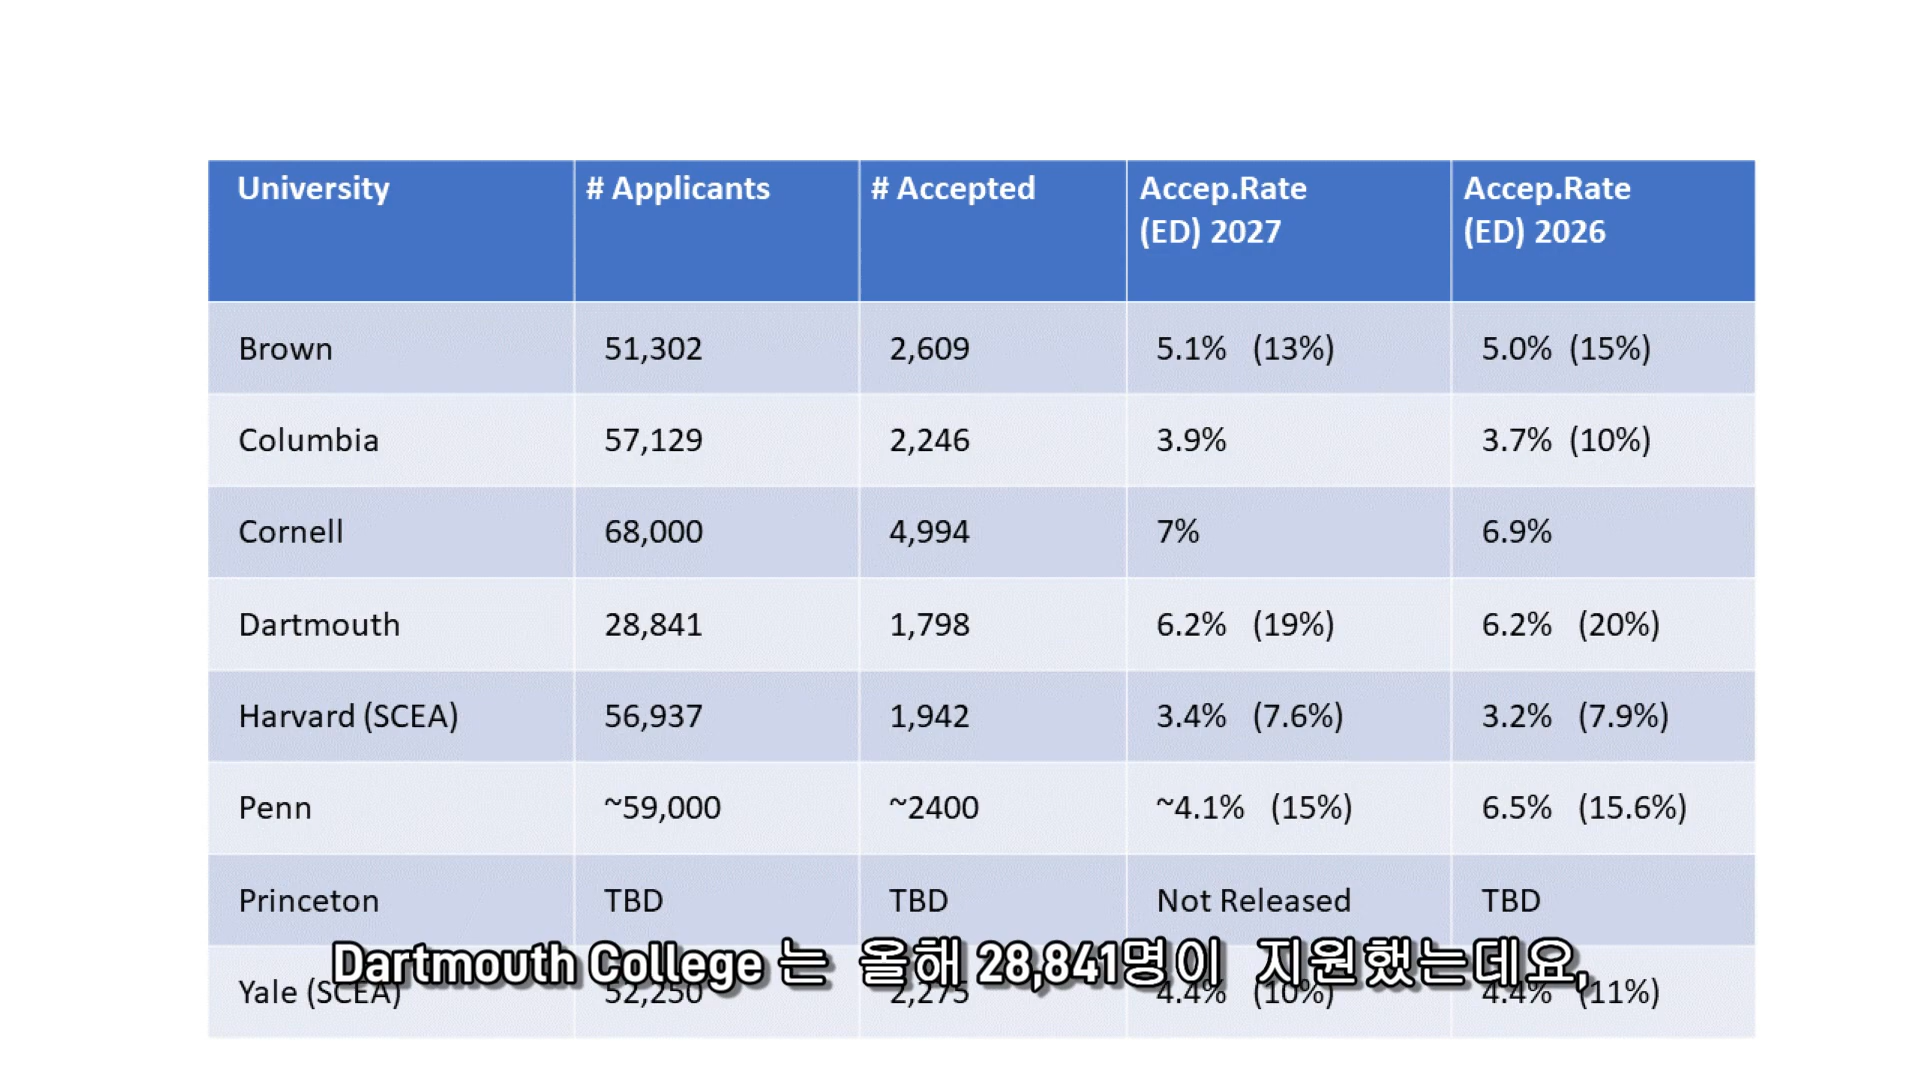 University # Applicants # Accepted Accep.Rate (ED) 2027 Accep.Rate (ED) 2026
Brown 51,302 2,609 5.1% (13%) 5.0% (15%)
Columbia 57,129 2,246 3.9% 3.7% (10%)
Cornell 68,000 4,994 7% 6.9%
Dartmouth 28,841 1,798 6.2% (19%) 6.2% (20%)
Harvard (SCEA) 56,937 1,942 3.4% (7.6%) 3.2% (7.9%)
Penn ~59,000 ~2400 ~4.1% (15%) 6.5% (15.6%)
Princeton TBD TBD Not Released TBD
Yale (SCEA) 52,250 2,275 4.4% (10%) 4.4% (11%)
Dartmouth College 는 올해 28,841명이 지원했는데요,